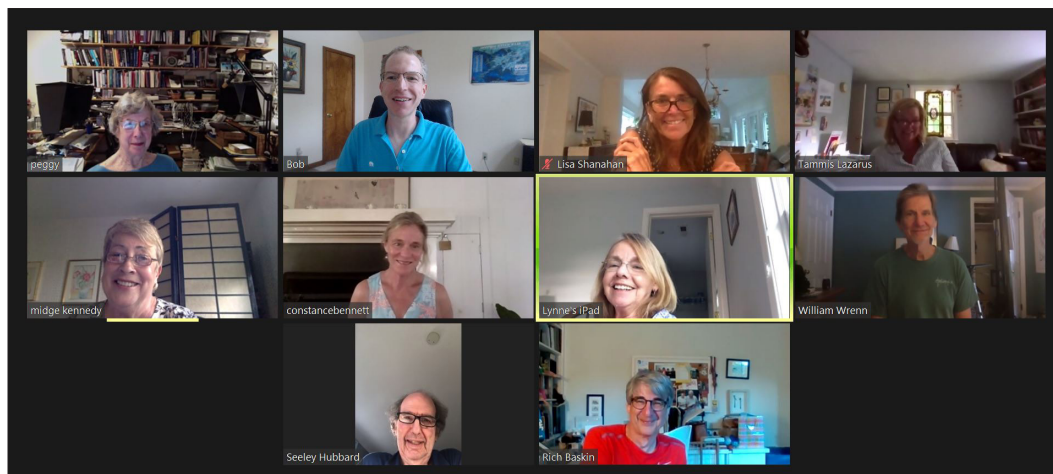 peggy
Bob
Lisa Shanahan
Tammis Lazarus
midge kennedy
constancebennett
Lynne's iPad
William Wrenn
Seeley Hubbard
Rich Baskin